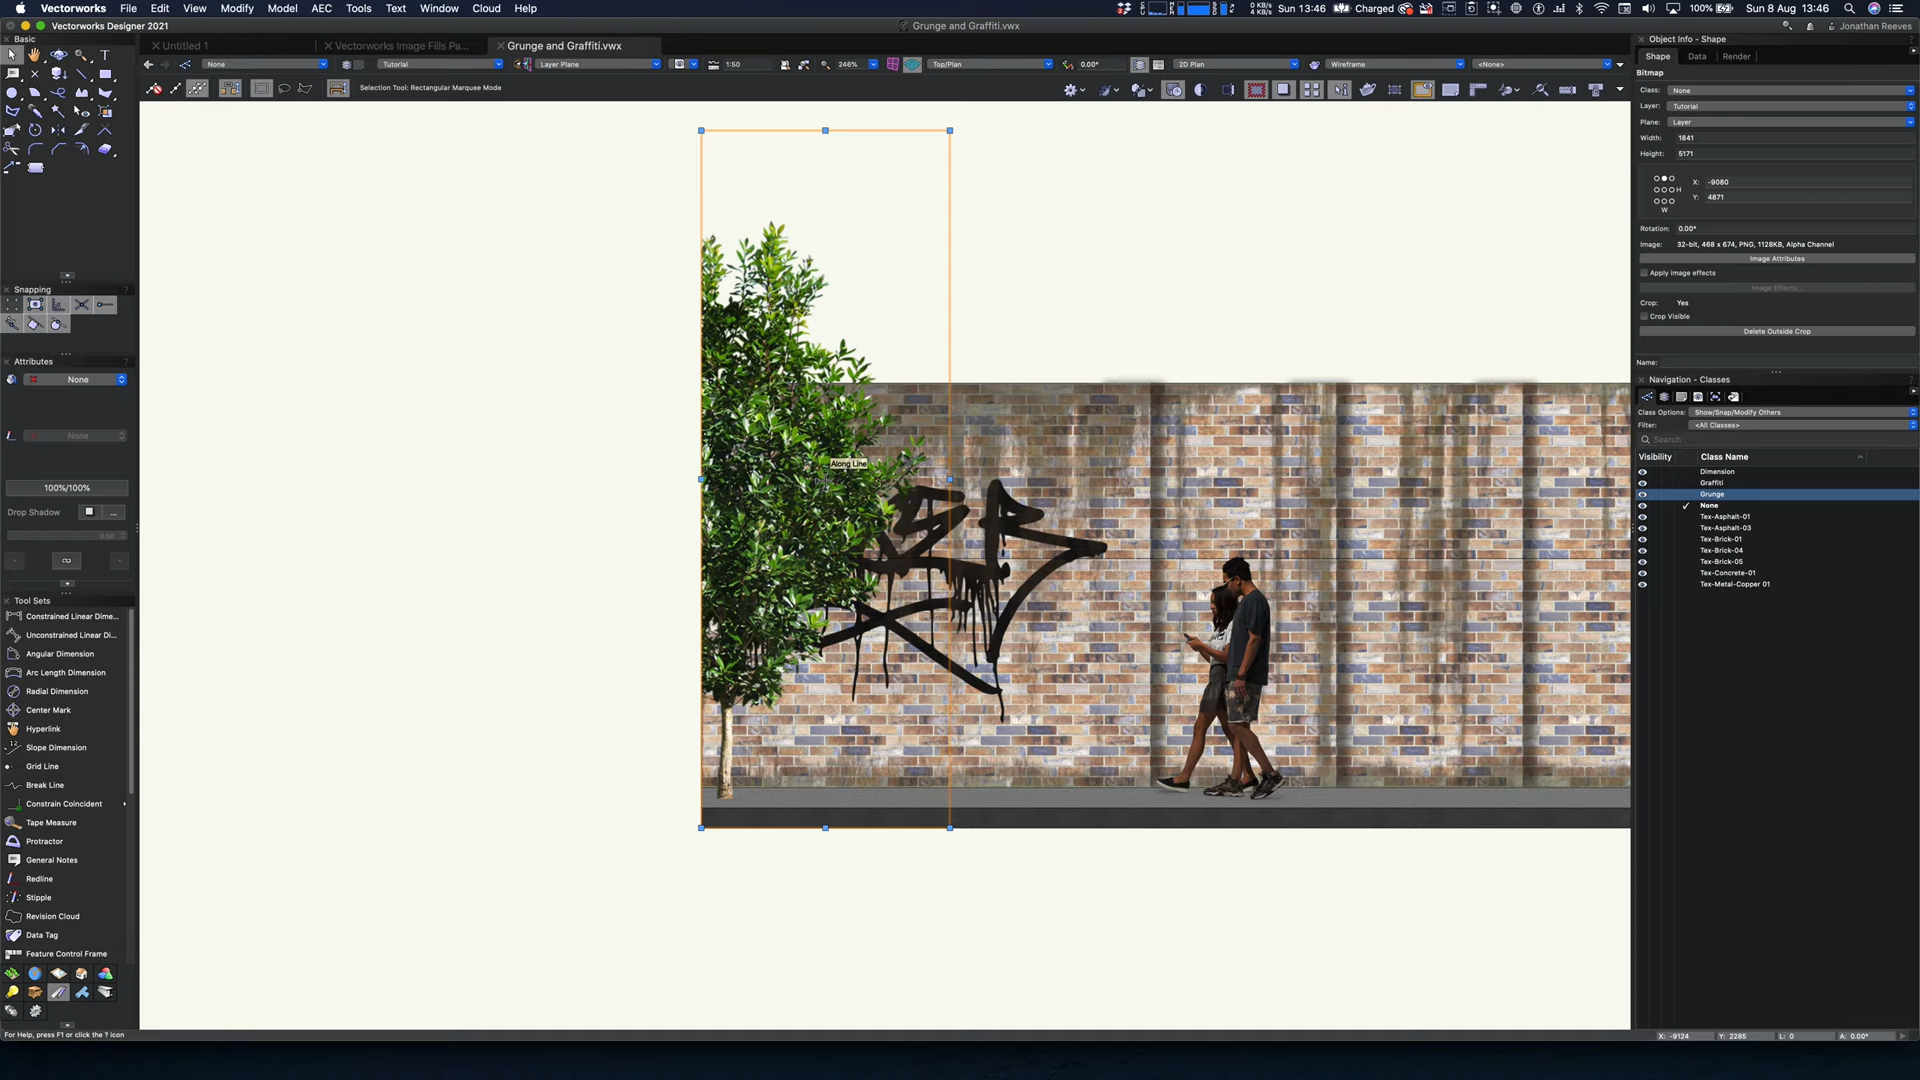 Vectorworks File Edit View Modify Model AEC Tools Text Window Cloud Help
0 KB/s
4 KB/s
Sun 13:46 Charged 100% Sun 8 Aug 13:46
Vectorworks Designer 2021
Grunge and Graffiti.vwx
Jonathan Reeves
Basic
Untitled 1
Vectorworks Image Fills Pa...
Grunge and Graffiti.vwx
None Tutorial Layer Plane 1:50 246% Top/Plan 0.00° 2D Plan Wireframe <None>
Selection Tool: Rectangular Marquee Mode
Snapping
Attributes
None
None
100%/100%
Drop Shadow
...
0.00
Tool Sets
Constrained Linear Dime...
Unconstrained Linear Di...
Angular Dimension
Arc Length Dimension
Radial Dimension
Center Mark
Hyperlink
Slope Dimension
Grid Line
Break Line
Constrain Coincident
Tape Measure
Protractor
General Notes
Redline
Stipple
Revision Cloud
Data Tag
Feature Control Frame
For Help, press F1 or click the ? icon
Along Line
Object Info - Shape
Shape Data Render
Bitmap
Class: None
Layer: Tutorial
Plane: Layer
Width: 1841
Height: 5171
X: -9080
H
Y: 4871
W
Rotation: 0.00°
Image: 32-bit, 468 x 674, PNG, 1128KB, Alpha Channel
Image Attributes
Apply image effects
Image Effects...
Crop: Yes
Crop Visible
Delete Outside Crop
Name:
Navigation - Classes
Class Options: Show/Snap/Modify Others
Filter: <All Classes>
Search
Visibility Class Name
Dimension
Graffiti
Grunge
None
Tex-Asphalt-01
Tex-Asphalt-03
Tex-Brick-01
Tex-Brick-04
Tex-Brick-05
Tex-Concrete-01
Tex-Metal-Copper 01
X: -9124 Y: 2285 L: 0 A: 0.00°